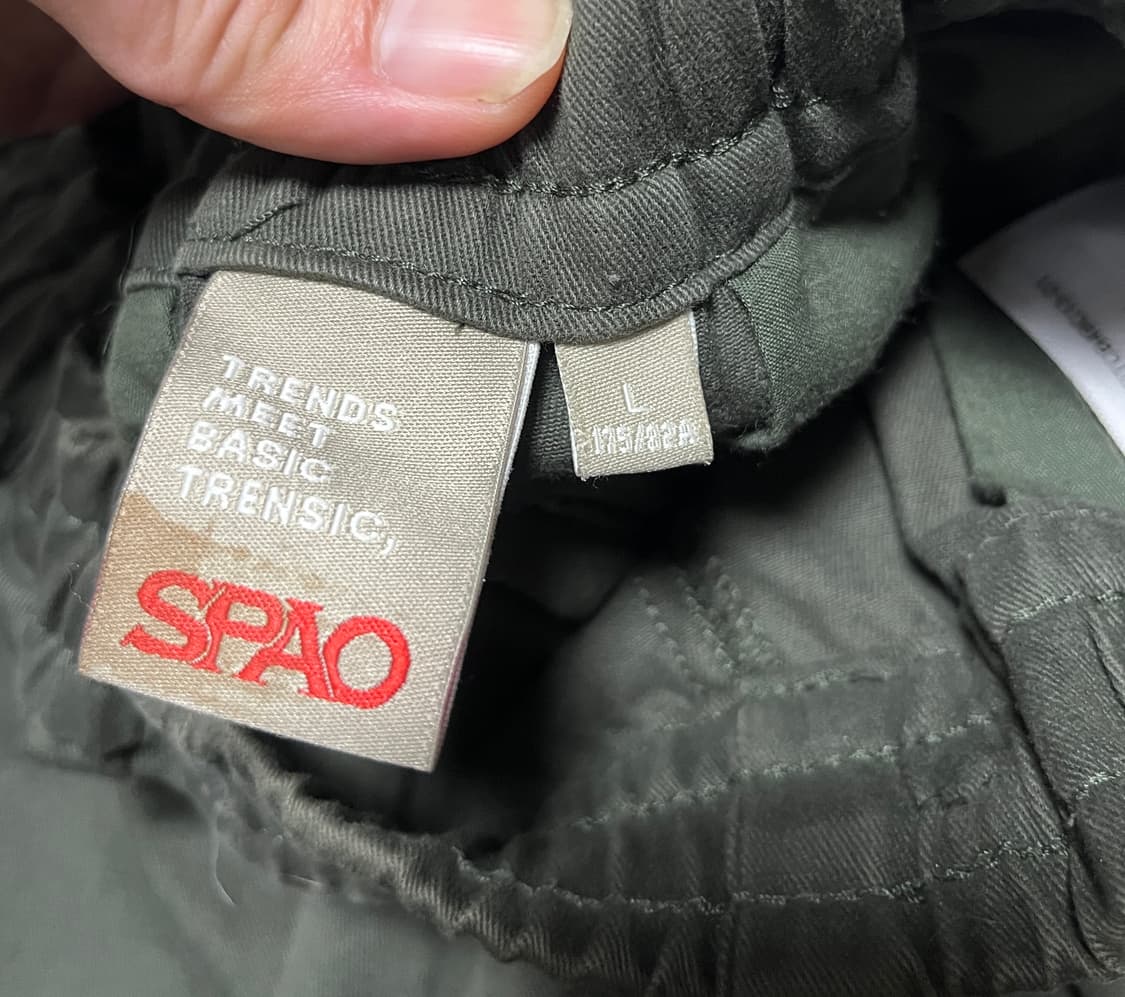 TRENDS
MEET
BASIC
TRENSIC,
SPAO
L
175/82A